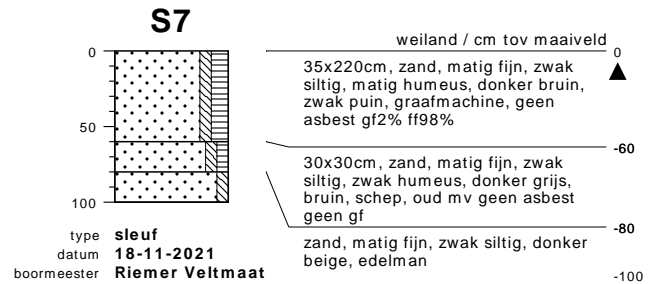 S7
weiland / cm tov maaiveld
0
0
35x220cm, zand, matig fijn, zwak
siltig, matig humeus, donker bruin,
zwak puin, graafmachine, geen
asbest gf2% ff98%
50
-60
30x30cm, zand, matig fijn, zwak
siltig, zwak humeus, donker grijs,
bruin, schep, oud mv geen asbest
geen gf
100
-80
zand, matig fijn, zwak siltig, donker
beige, edelman
-100
type sleuf
datum 18-11-2021
boormeester Riemer Veltmaat